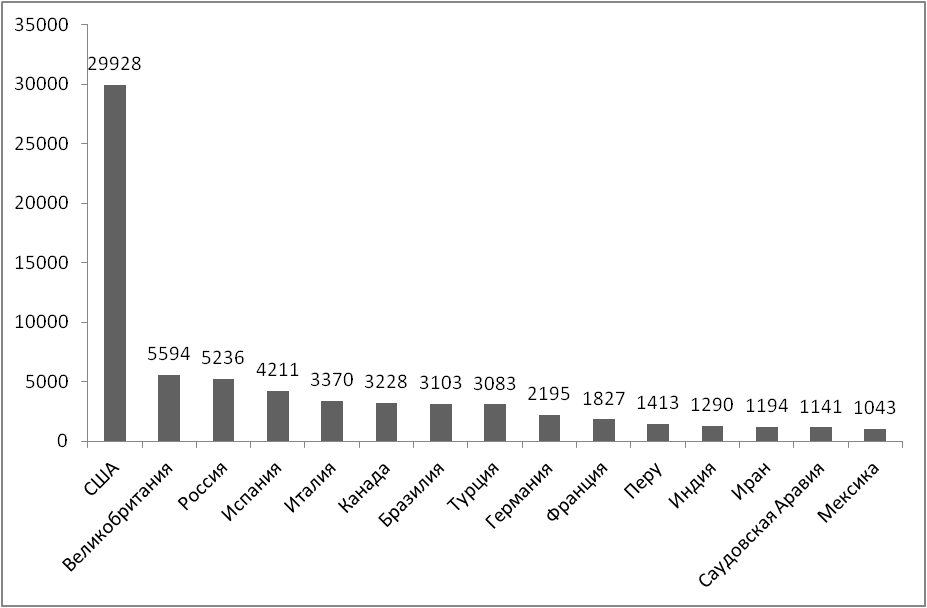 35000
30000
25000
20000
15000
10000
5000
0
29928
5594
5236
4211
3370
3228
3103
3083
2195
1827
1413
1290
1194
1141
1043
США
Великобритания
Россия
Испания
Италия
Канада
Бразилия
Турция
Германия
Франция
Перу
Индия
Иран
Саудовская Аравия
Мексика